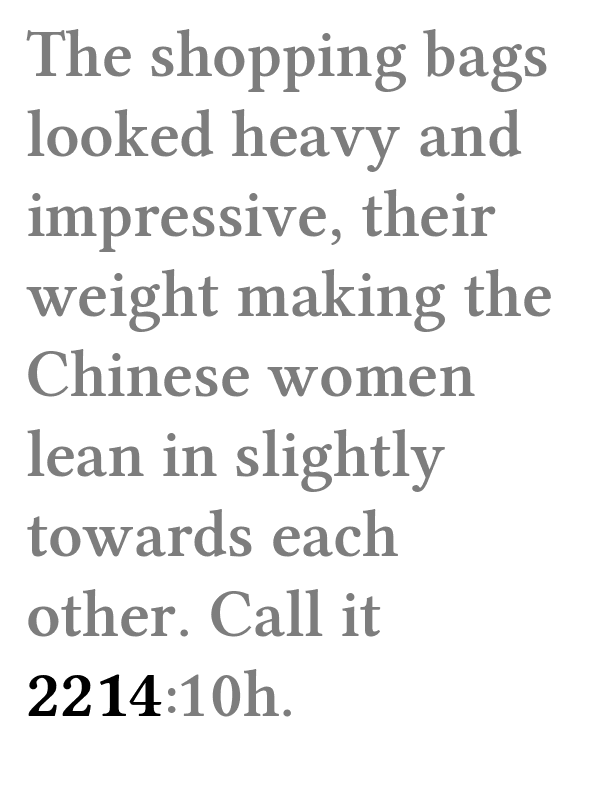 The shopping bags
looked heavy and
impressive, their
weight making the
Chinese women
lean in slightly
towards each
other. Call it
2214:10h.